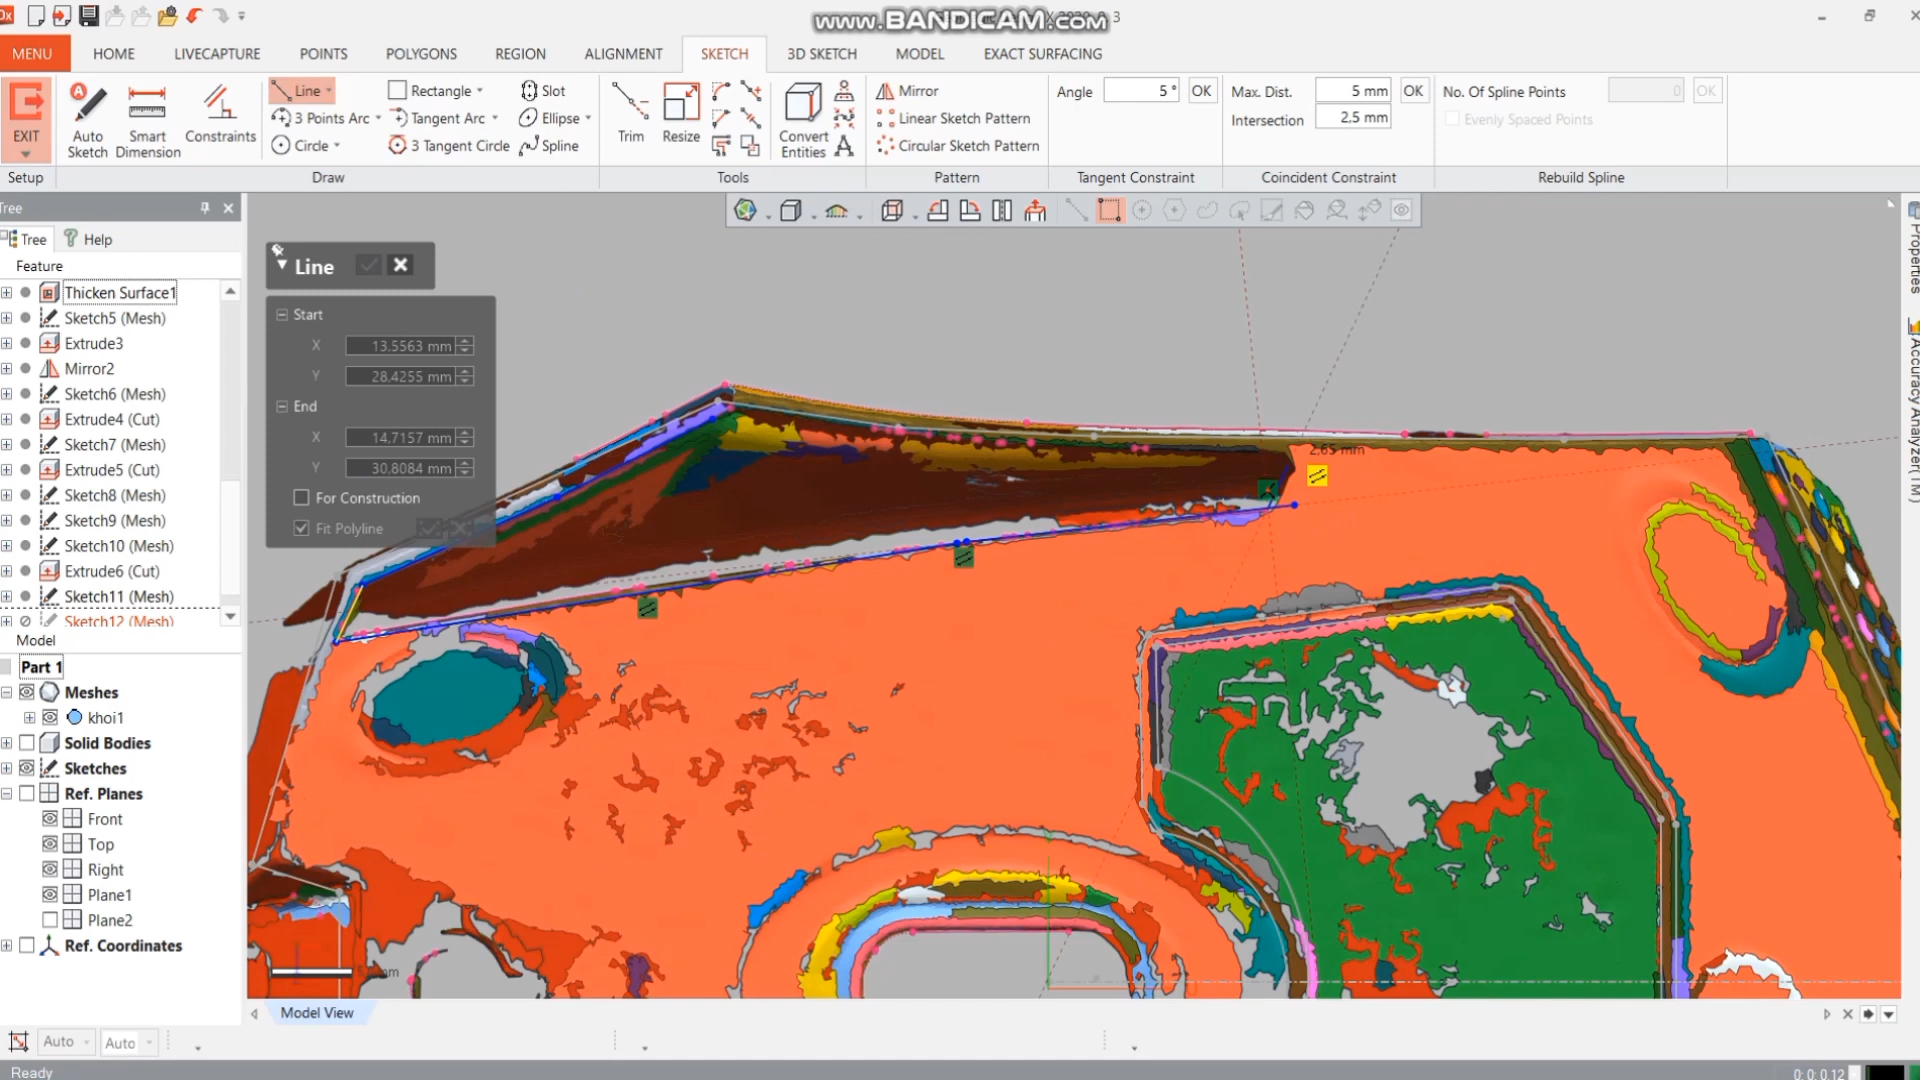 www.BANDICAM.com
3
MENU
HOME
LIVECAPTURE
POINTS
POLYGONS
REGION
ALIGNMENT
SKETCH
3D SKETCH
MODEL
EXACT SURFACING
EXIT
Auto Sketch
Smart Dimension
Constraints
Line
3 Points Arc
Circle
Rectangle
Tangent Arc
3 Tangent Circle
Slot
Ellipse
Spline
Trim
Resize
Convert Entities
Mirror
Linear Sketch Pattern
Circular Sketch Pattern
Angle 5 ° OK
Max. Dist. 5 mm OK
Intersection 2.5 mm
No. Of Spline Points 0 OK
Evenly Spaced Points
Setup
Draw
Tools
Pattern
Tangent Constraint
Coincident Constraint
Rebuild Spline
Tree
Tree
Help
Feature
Thicken Surface1
Sketch5 (Mesh)
Extrude3
Mirror2
Sketch6 (Mesh)
Extrude4 (Cut)
Sketch7 (Mesh)
Extrude5 (Cut)
Sketch8 (Mesh)
Sketch9 (Mesh)
Sketch10 (Mesh)
Extrude6 (Cut)
Sketch11 (Mesh)
Sketch12 (Mesh)
Model
Part 1
Meshes
khoi1
Solid Bodies
Sketches
Ref. Planes
Front
Top
Right
Plane1
Plane2
Ref. Coordinates
Line
Start
X 13.5563 mm
Y 28.4255 mm
End
X 14.7157 mm
Y 30.8084 mm
For Construction
Fit Polyline
2.65 mm
Properties
Accuracy Analyzer(TM)
Model View
Auto
Auto
Ready
0: 0: 0.12